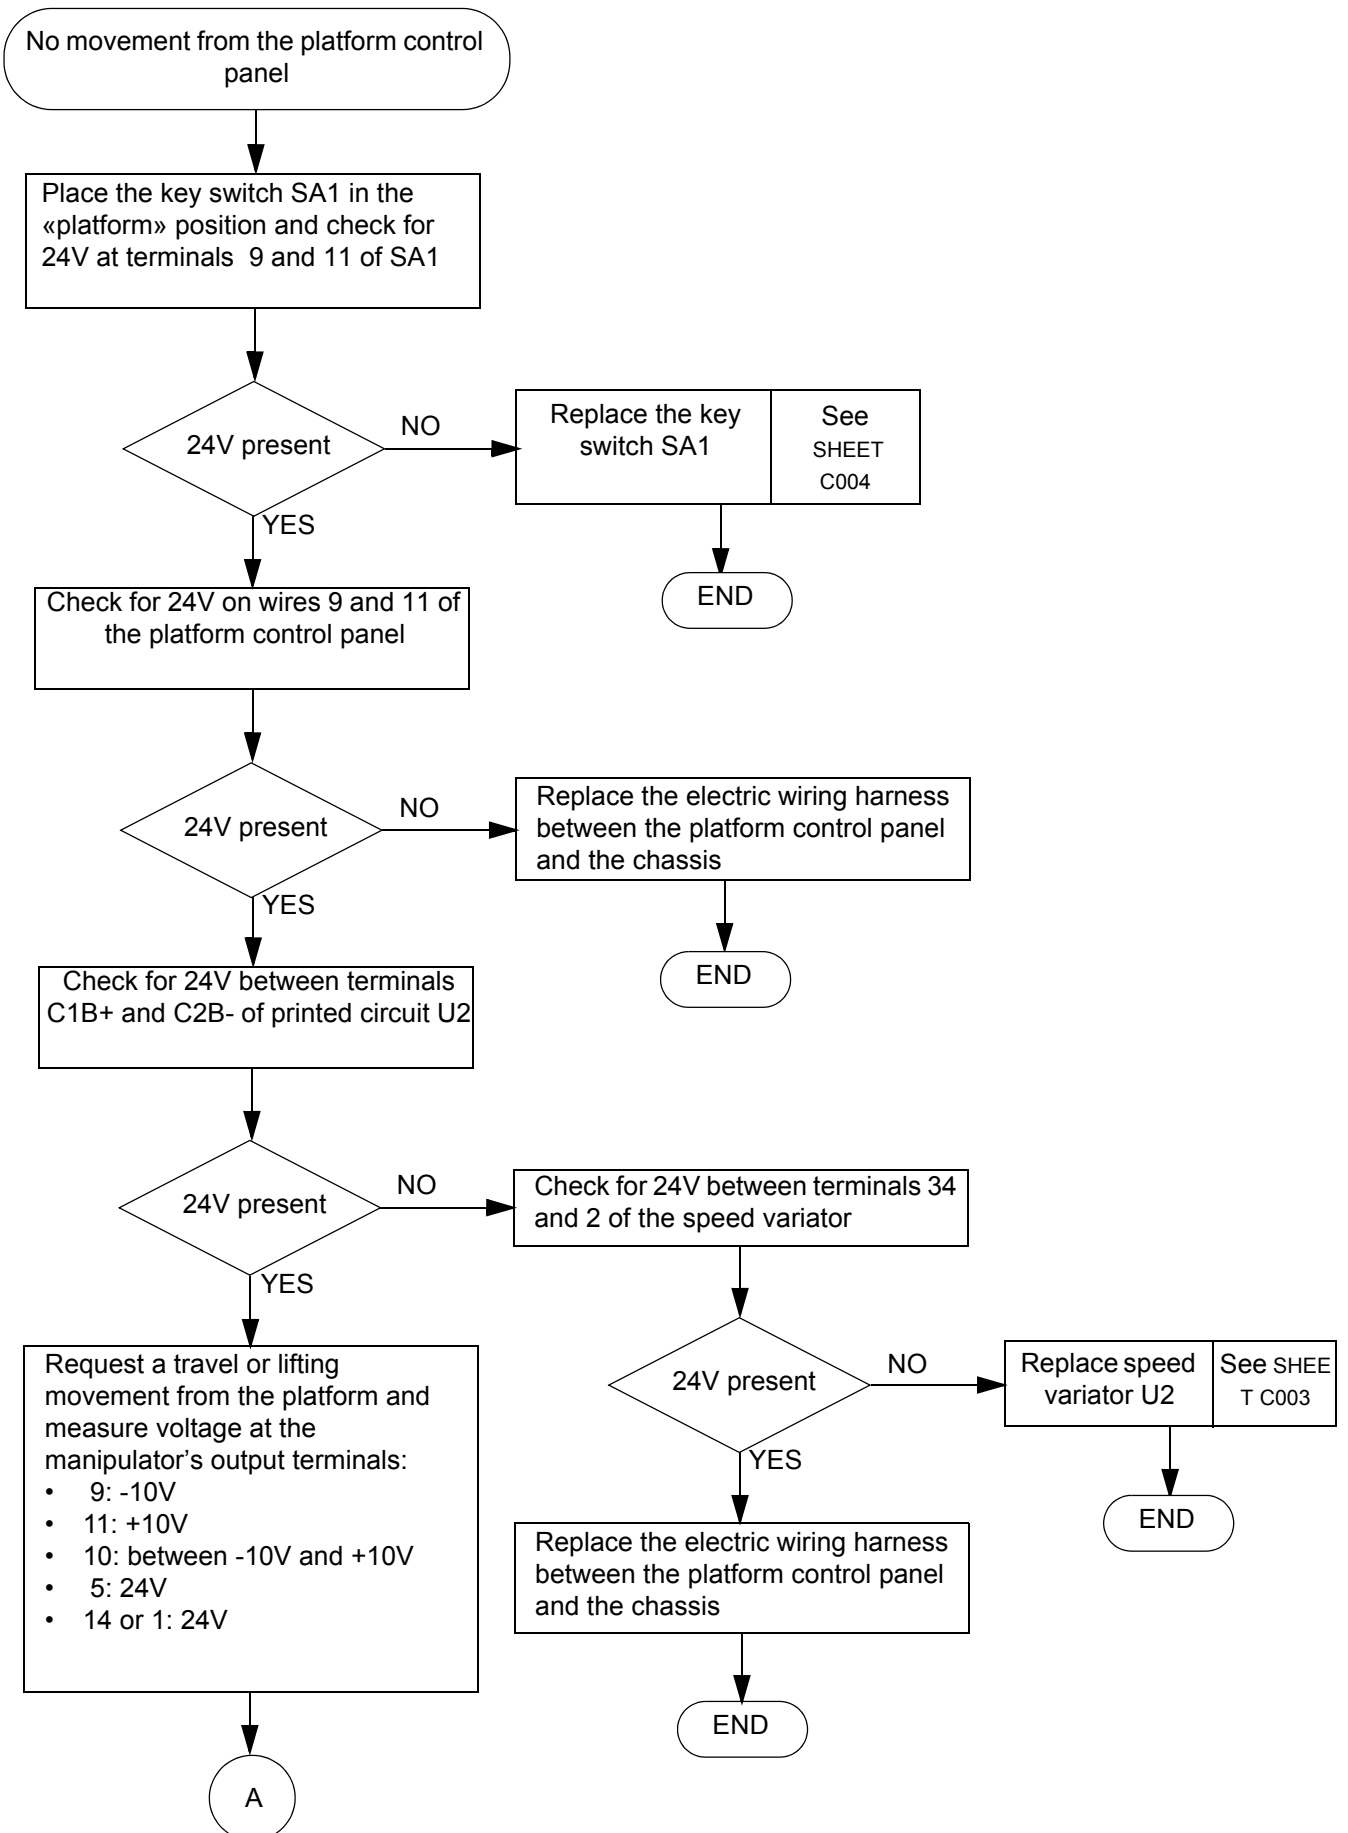 No movement from the platform control
panel
Place the key switch SA1 in the
«platform» position and check for
24V at terminals  9 and 11 of SA1
24V present
NO
Replace the key
switch SA1
See
SHEET
C004
YES
END
Check for 24V on wires 9 and 11 of
the platform control panel
24V present
NO
Replace the electric wiring harness
between the platform control panel
and the chassis
YES
END
Check for 24V between terminals
C1B+ and C2B- of printed circuit U2
24V present
NO
Check for 24V between terminals 34
and 2 of the speed variator
YES
24V present
NO
Replace speed
variator U2
See SHEE
T C003
YES
END
Request a travel or lifting
movement from the platform and
measure voltage at the
manipulator’s output terminals:
• 9: -10V
• 11: +10V
• 10: between -10V and +10V
• 5: 24V
• 14 or 1: 24V
Replace the electric wiring harness
between the platform control panel
and the chassis
END
A